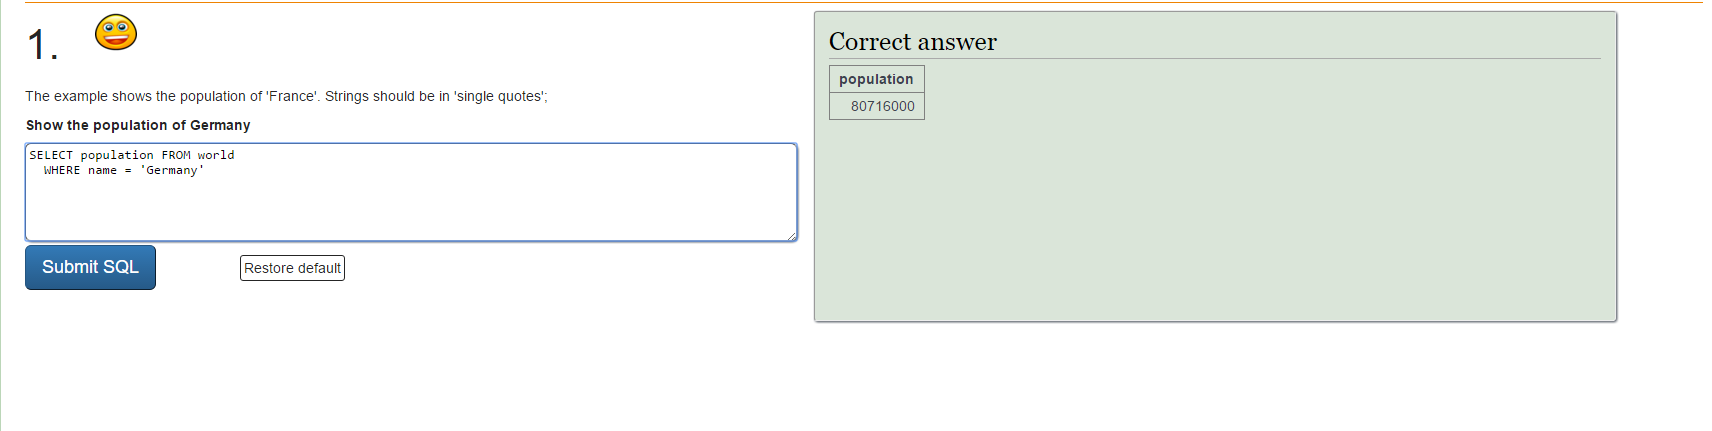 1.
The example shows the population of 'France'. Strings should be in 'single quotes';
Show the population of Germany
SELECT population FROM world
  WHERE name = 'Germany'
Submit SQL
Restore default
Correct answer
population
80716000